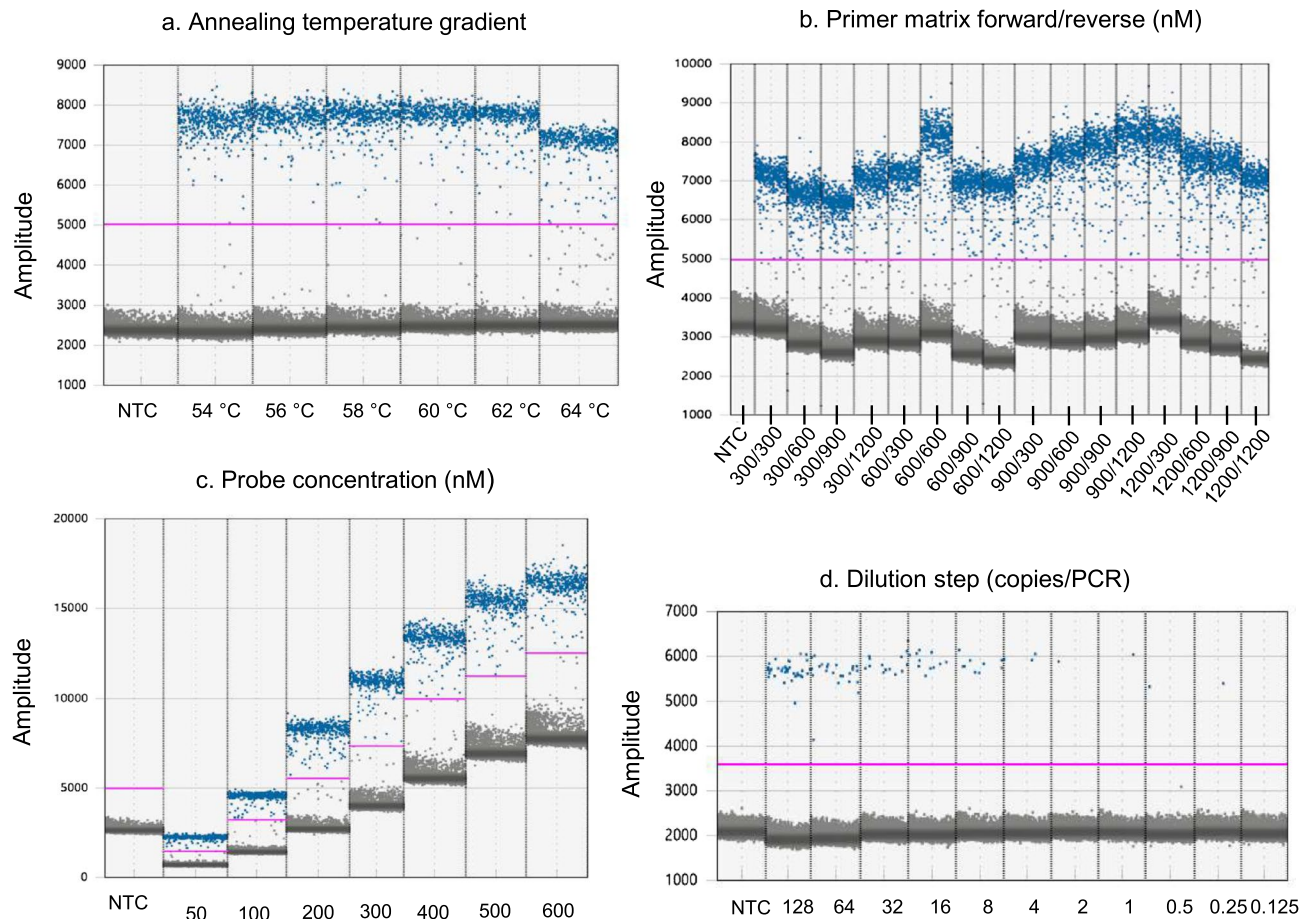 a. Annealing temperature gradient
9000
8000
7000
6000
5000
4000
3000
2000
1000
Amplitude
NTC 54 °C 56 °C 58 °C 60 °C 62 °C 64 °C
b. Primer matrix forward/reverse (nM)
10000
9000
8000
7000
6000
5000
4000
3000
2000
1000
Amplitude
NTC 300/300 300/600 300/900 300/1200 600/300 600/600 600/900 600/1200 900/300 900/600 900/900 900/1200 1200/300 1200/600 1200/900 1200/1200
c. Probe concentration (nM)
20000
15000
10000
5000
0
Amplitude
NTC 50 100 200 300 400 500 600
d. Dilution step (copies/PCR)
7000
6000
5000
4000
3000
2000
1000
Amplitude
NTC 128 64 32 16 8 4 2 1 0.5 0.25 0.125